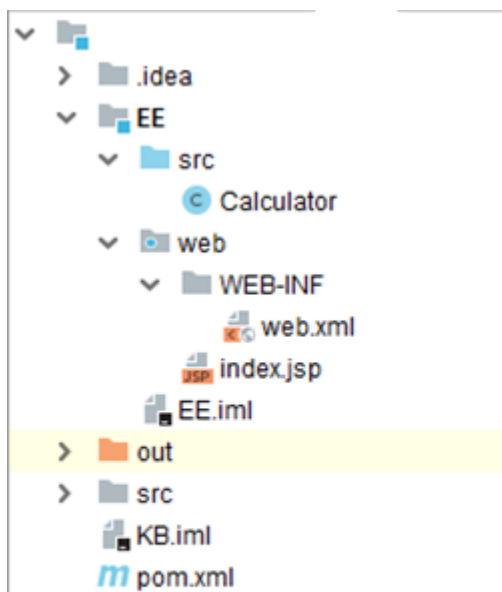 .idea
EE
src
C Calculator
web
WEB-INF
web.xml
JSP index.jsp
EE.iml
out
src
KB.iml
m pom.xml